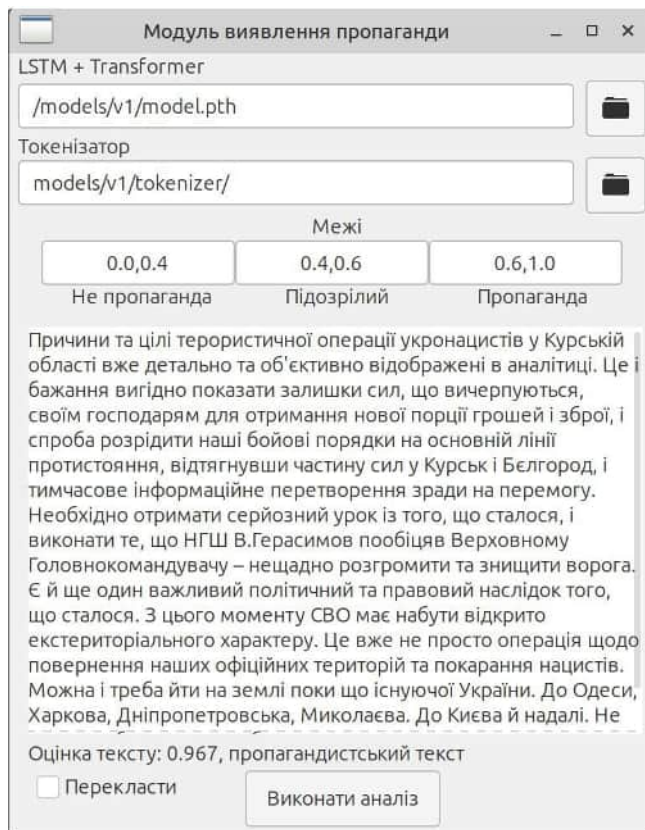 Модуль виявлення пропаганди
LSTM + Transformer
/models/v1/model.pth
Токенізатор
models/v1/tokenizer/
Межі
0.0,0.4 0.4,0.6 0.6,1.0
Не пропаганда Підозрілий Пропаганда
Причини та цілі терористичної операції укронацистів у Курській
області вже детально та об'єктивно відображені в аналітиці. Це і
бажання вигідно показати залишки сил, що вичерпуються,
своїм господарям для отримання нової порції грошей і зброї, і
спроба розрідити наші бойові порядки на основній лінії
протистояння, відтягнувши частину сил у Курськ і Бєлгород, і
тимчасове інформаційне перетворення зради на перемогу.
Необхідно отримати серйозний урок із того, що сталося, і
виконати те, що НГШ В.Герасимов пообіцяв Верховному
Головнокомандувачу – нещадно розгромити та знищити ворога.
Є й ще один важливий політичний та правовий наслідок того,
що сталося. З цього моменту СВО має набути відкрито
екстериторіального характеру. Це вже не просто операція щодо
повернення наших офіційних територій та покарання нацистів.
Можна і треба йти на землі поки що існуючої України. До Одеси,
Харкова, Дніпропетровська, Миколаєва. До Києва й надалі. Не
Оцінка тексту: 0.967, пропагандистський текст
Перекласти
Виконати аналіз